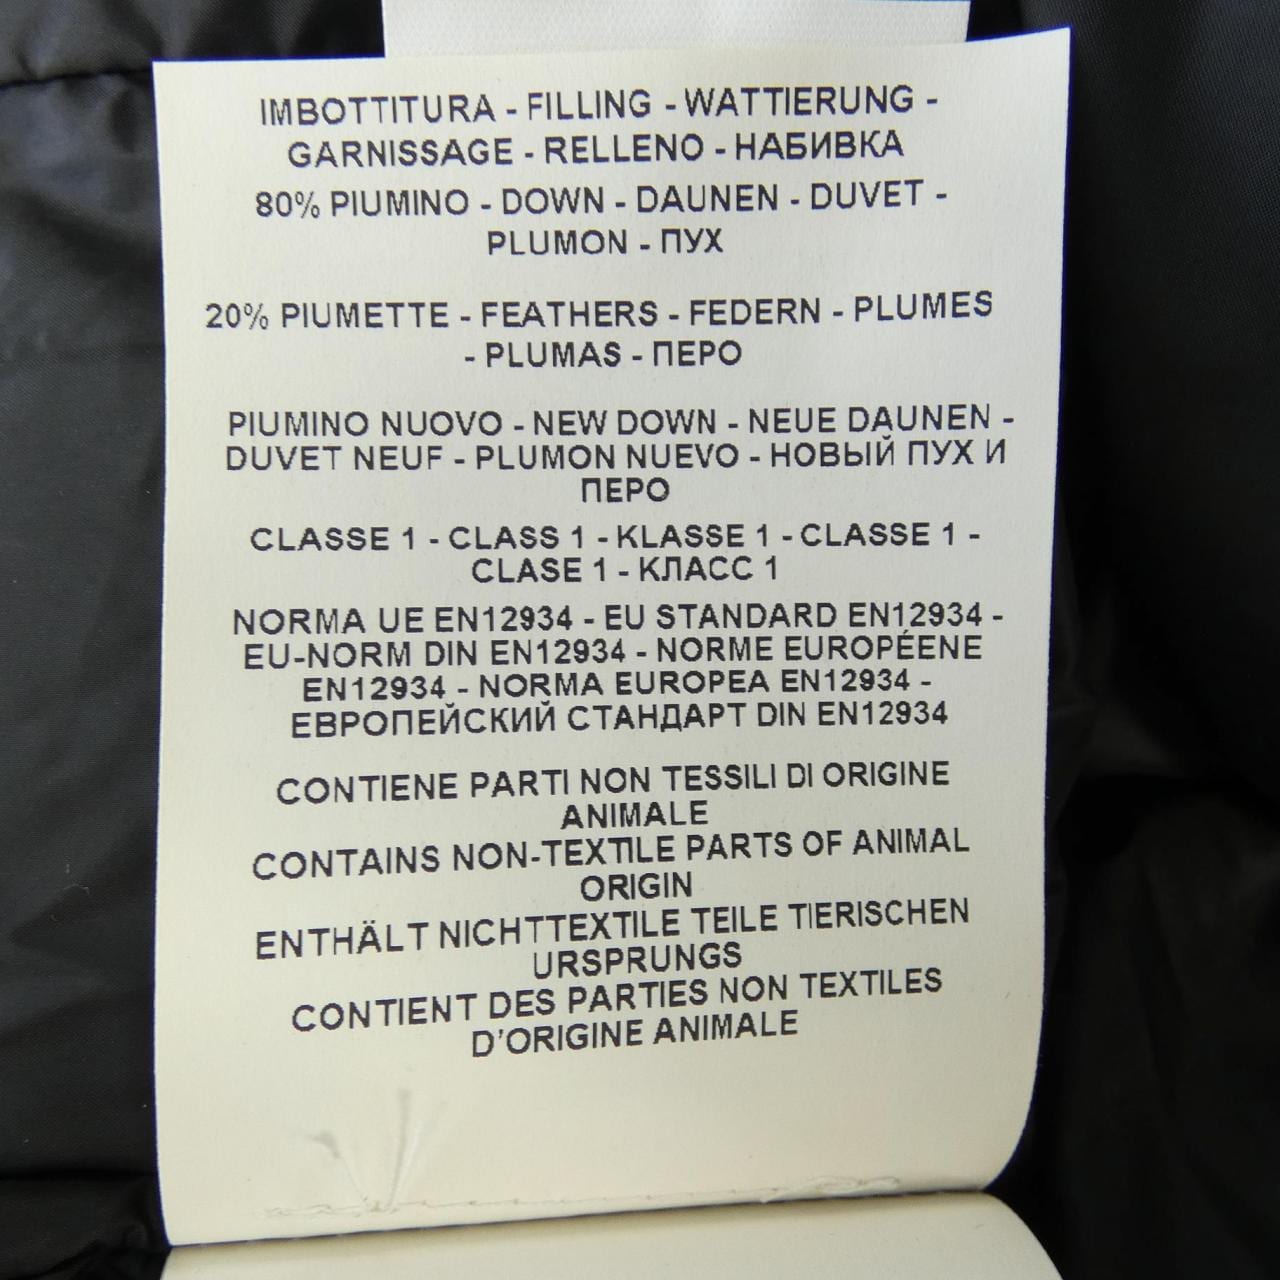 IMBOTTITURA - FILLING - WATTIERUNG -
GARNISSAGE - RELLENO - НАБИВКА
80% PIUMINO - DOWN - DAUNEN - DUVET -
PLUMON - ПУХ
20% PIUMETTE - FEATHERS - FEDERN - PLUMES
- PLUMAS - ПЕРО
PIUMINO NUOVO - NEW DOWN - NEUE DAUNEN -
DUVET NEUF - PLUMON NUEVO - НОВЫЙ ПУХ И
ПЕРО
CLASSE 1 - CLASS 1 - KLASSE 1 - CLASSE 1 -
CLASE 1 - КЛАСС 1
NORMA UE EN12934 - EU STANDARD EN12934 -
EU-NORM DIN EN12934 - NORME EUROPÉENE
EN12934 - NORMA EUROPEA EN12934 -
ЕВРОПЕЙСКИЙ СТАНДАРТ DIN EN12934
CONTIENE PARTI NON TESSILI DI ORIGINE
ANIMALE
CONTAINS NON-TEXTILE PARTS OF ANIMAL
ORIGIN
ENTHÄLT NICHTTEXTILE TEILE TIERISCHEN
URSPRUNGS
CONTIENT DES PARTIES NON TEXTILES
D'ORIGINE ANIMALE